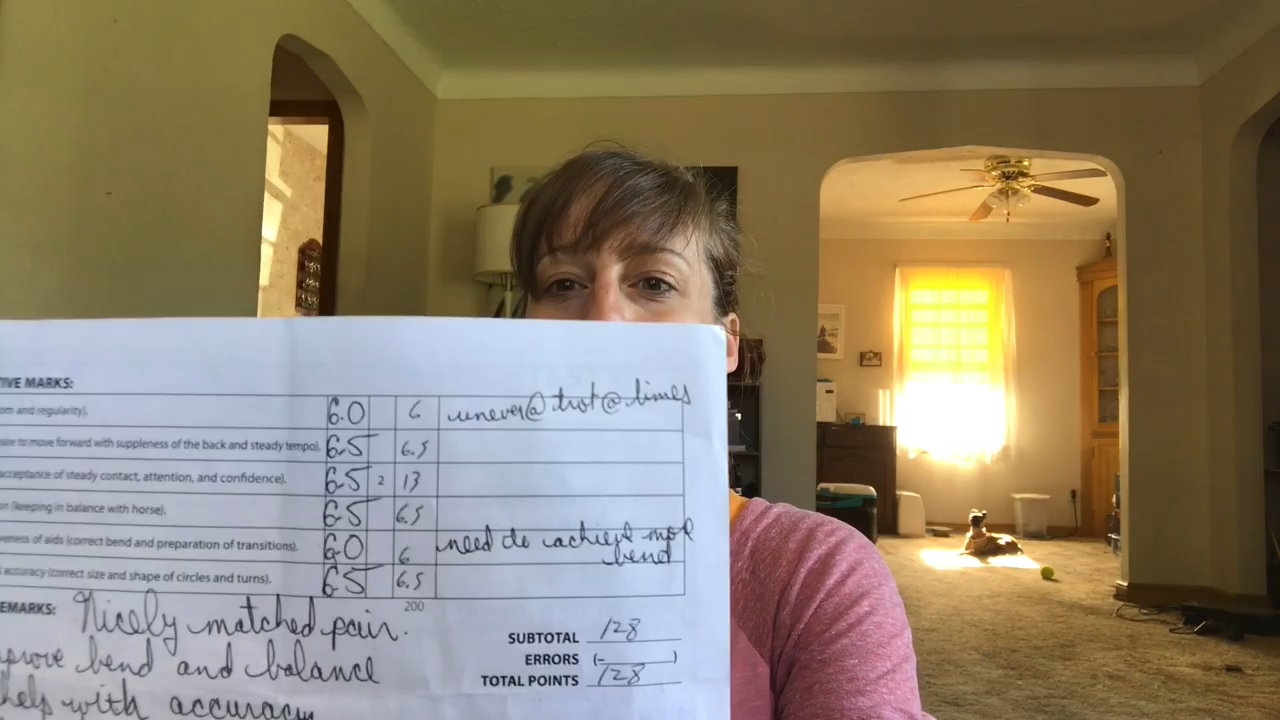 TIVE MARKS:
om and regularity). 6.0 6 uneven@trot@times
esire to move forward with suppleness of the back and steady tempo). 6.5 6.5
acceptance of steady contact, attention, and confidence). 6.5 2 13
on (keeping in balance with horse). 6.5 6.5
veness of aids (correct bend and preparation of transitions). 6.0 6 need to achieve more
bend
l accuracy (correct size and shape of circles and turns). 6.5 6.5
200
EMARKS: Nicely matched pair.
SUBTOTAL 128
mprove bend and balance
ERRORS (- )
TOTAL POINTS 128
help with accuracy